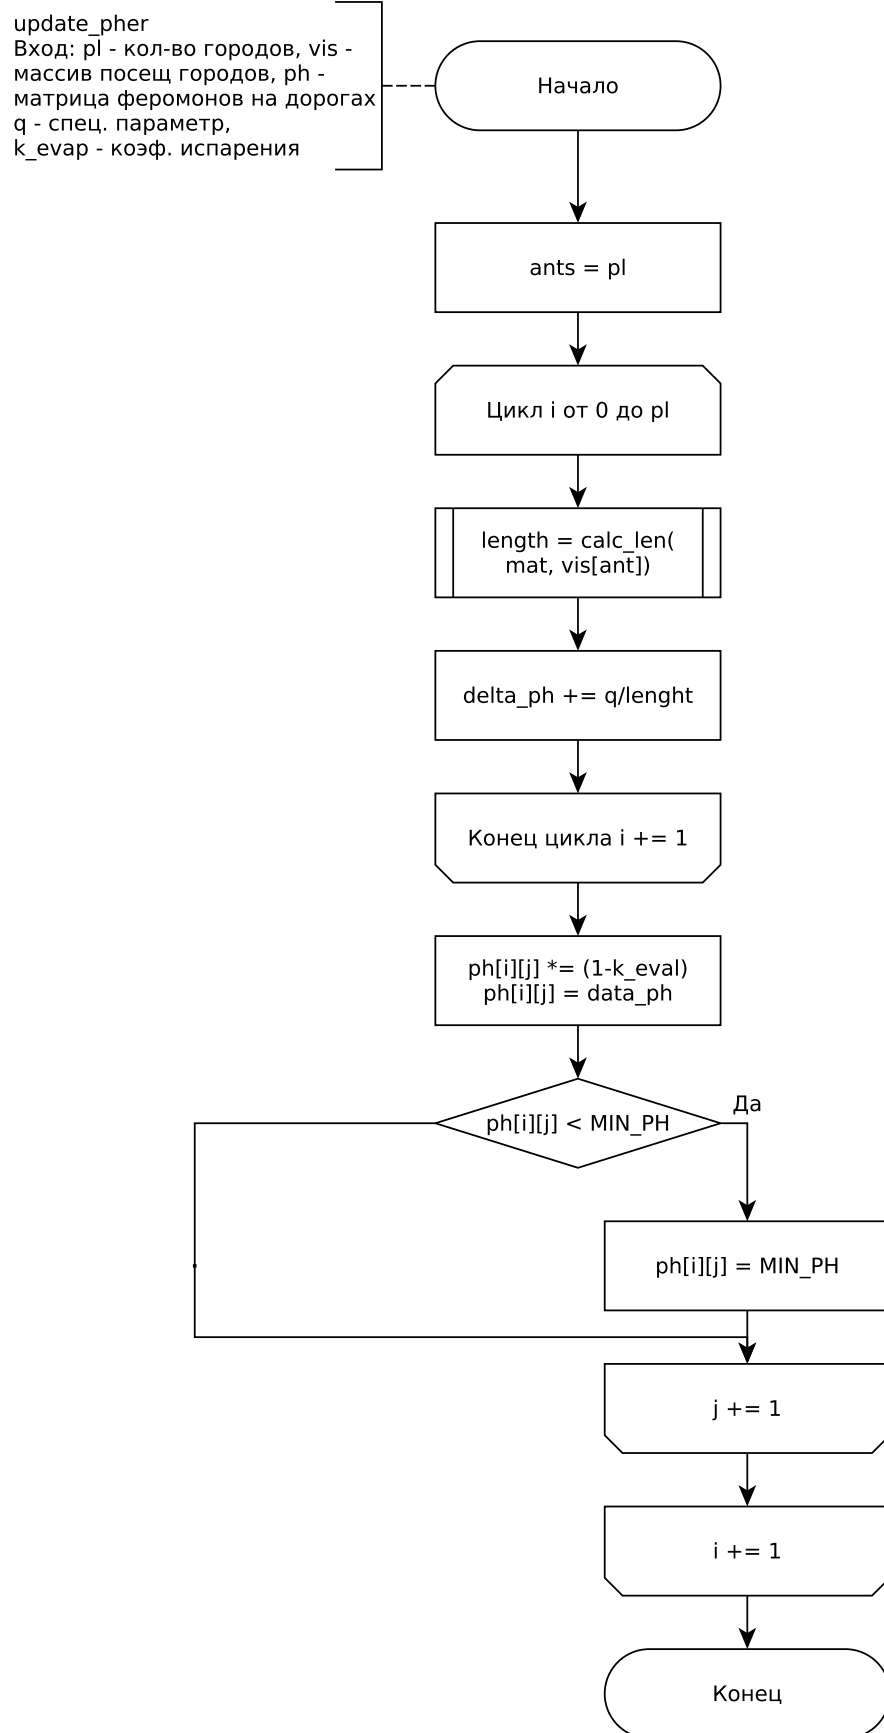 update_pher
Вход: pl - кол-во городов, vis -
массив посещ городов, ph -
матрица феромонов на дорогах
q - спец. параметр,
k_evap - коэф. испарения
Начало
ants = pl
Цикл i от 0 до pl
length = calc_len(
mat, vis[ant])
delta_ph += q/lenght
Конец цикла i += 1
ph[i][j] *= (1-k_eval)
ph[i][j] = data_ph
ph[i][j] < MIN_PH
Да
ph[i][j] = MIN_PH
j += 1
i += 1
Конец